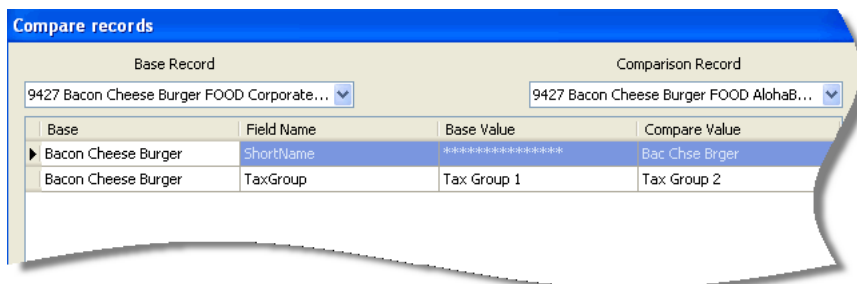 Compare records
Base Record Comparison Record
9427 Bacon Cheese Burger FOOD Corporate... 9427 Bacon Cheese Burger FOOD AlohaB...
Base Field Name Base Value Compare Value
Bacon Cheese Burger ShortName *************** Bac Chse Brger
Bacon Cheese Burger TaxGroup Tax Group 1 Tax Group 2